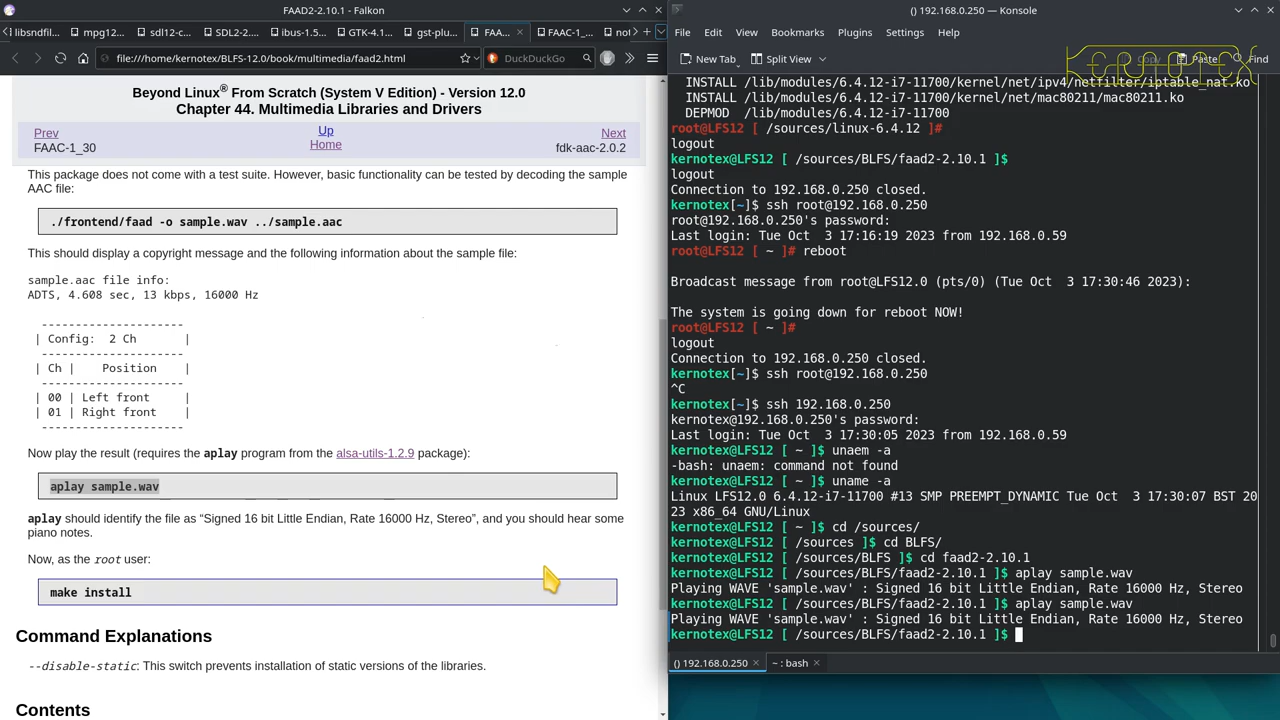 FAAD2-2.10.1 - Falkon
libsndfil
mpg12...
sdl12-c...
SDL2-2...
ibus-1.5...
GTK-4.1...
gst-plu...
FAA...
FAAC-1_...
not
file:///home/kernotex/BLFS-12.0/book/multimedia/faad2.html
DuckDuckGo
Beyond Linux® From Scratch (System V Edition) - Version 12.0
Chapter 44. Multimedia Libraries and Drivers
Prev
Up
Next
FAAC-1_30
Home
fdk-aac-2.0.2
This package does not come with a test suite. However, basic functionality can be tested by decoding the sample
AAC file:
./frontend/faad -o sample.wav ../sample.aac
This should display a copyright message and the following information about the sample file:
sample.aac file info:
ADTS, 4.608 sec, 13 kbps, 16000 Hz
---------------------
| Config:  2 Ch       |
---------------------
| Ch |    Position    |
---------------------
| 00 | Left front     |
| 01 | Right front    |
---------------------
Now play the result (requires the aplay program from the alsa-utils-1.2.9 package):
aplay sample.wav
aplay should identify the file as “Signed 16 bit Little Endian, Rate 16000 Hz, Stereo”, and you should hear some
piano notes.
Now, as the root user:
make install
Command Explanations
--disable-static: This switch prevents installation of static versions of the libraries.
Contents
() 192.168.0.250 — Konsole
File Edit View Bookmarks Plugins Settings Help
New Tab Split View Copy Paste Find
KERNOTEX
INSTALL /lib/modules/6.4.12-i7-11700/kernel/net/ipv4/netfilter/iptable_nat.ko
INSTALL /lib/modules/6.4.12-i7-11700/kernel/net/mac80211/mac80211.ko
DEPMOD  /lib/modules/6.4.12-i7-11700
root@LFS12 [ /sources/linux-6.4.12 ]#
logout
kernotex@LFS12 [ /sources/BLFS/faad2-2.10.1 ]$
logout
Connection to 192.168.0.250 closed.
kernotex[~]$ ssh root@192.168.0.250
root@192.168.0.250's password:
Last login: Tue Oct  3 17:16:19 2023 from 192.168.0.59
root@LFS12 [ ~ ]# reboot
Broadcast message from root@LFS12.0 (pts/0) (Tue Oct  3 17:30:46 2023):
The system is going down for reboot NOW!
root@LFS12 [ ~ ]#
logout
Connection to 192.168.0.250 closed.
kernotex[~]$ ssh root@192.168.0.250
^C
kernotex[~]$ ssh 192.168.0.250
kernotex@192.168.0.250's password:
Last login: Tue Oct  3 17:30:05 2023 from 192.168.0.59
kernotex@LFS12 [ ~ ]$ unaem -a
-bash: unaem: command not found
kernotex@LFS12 [ ~ ]$ uname -a
Linux LFS12.0 6.4.12-i7-11700 #13 SMP PREEMPT_DYNAMIC Tue Oct  3 17:30:07 BST 20
23 x86_64 GNU/Linux
kernotex@LFS12 [ ~ ]$ cd /sources/
kernotex@LFS12 [ /sources ]$ cd BLFS/
kernotex@LFS12 [ /sources/BLFS ]$ cd faad2-2.10.1
kernotex@LFS12 [ /sources/BLFS/faad2-2.10.1 ]$ aplay sample.wav
Playing WAVE 'sample.wav' : Signed 16 bit Little Endian, Rate 16000 Hz, Stereo
kernotex@LFS12 [ /sources/BLFS/faad2-2.10.1 ]$ aplay sample.wav
Playing WAVE 'sample.wav' : Signed 16 bit Little Endian, Rate 16000 Hz, Stereo
kernotex@LFS12 [ /sources/BLFS/faad2-2.10.1 ]$
() 192.168.0.250
~ : bash